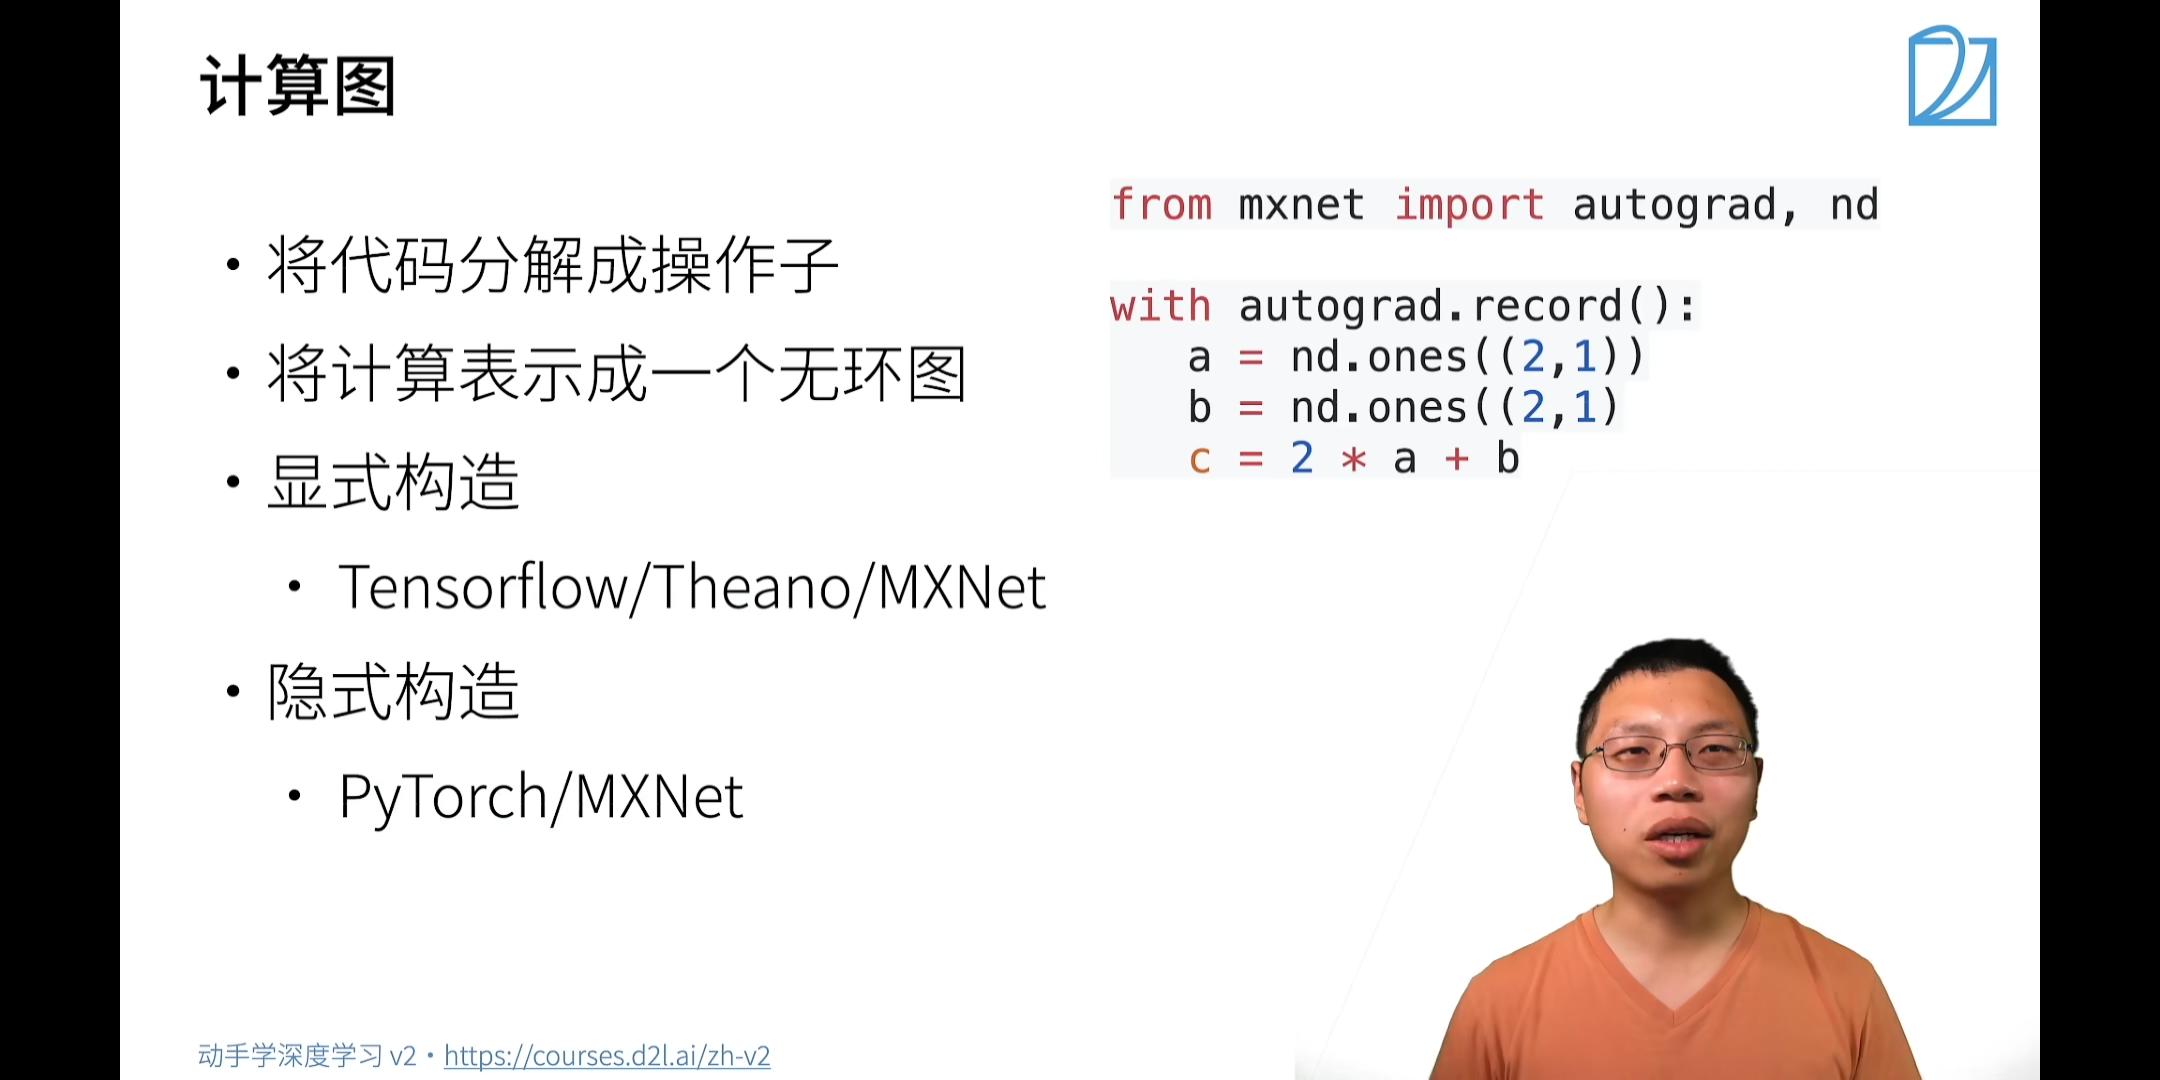 计算图
• 将代码分解成操作子
• 将计算表示成一个无环图
• 显式构造
• Tensorflow/Theano/MXNet
• 隐式构造
• PyTorch/MXNet
from mxnet import autograd, nd
with autograd.record():
a = nd.ones((2,1))
b = nd.ones((2,1)
c = 2 * a + b
动手学深度学习 v2 • https://courses.d2l.ai/zh-v2